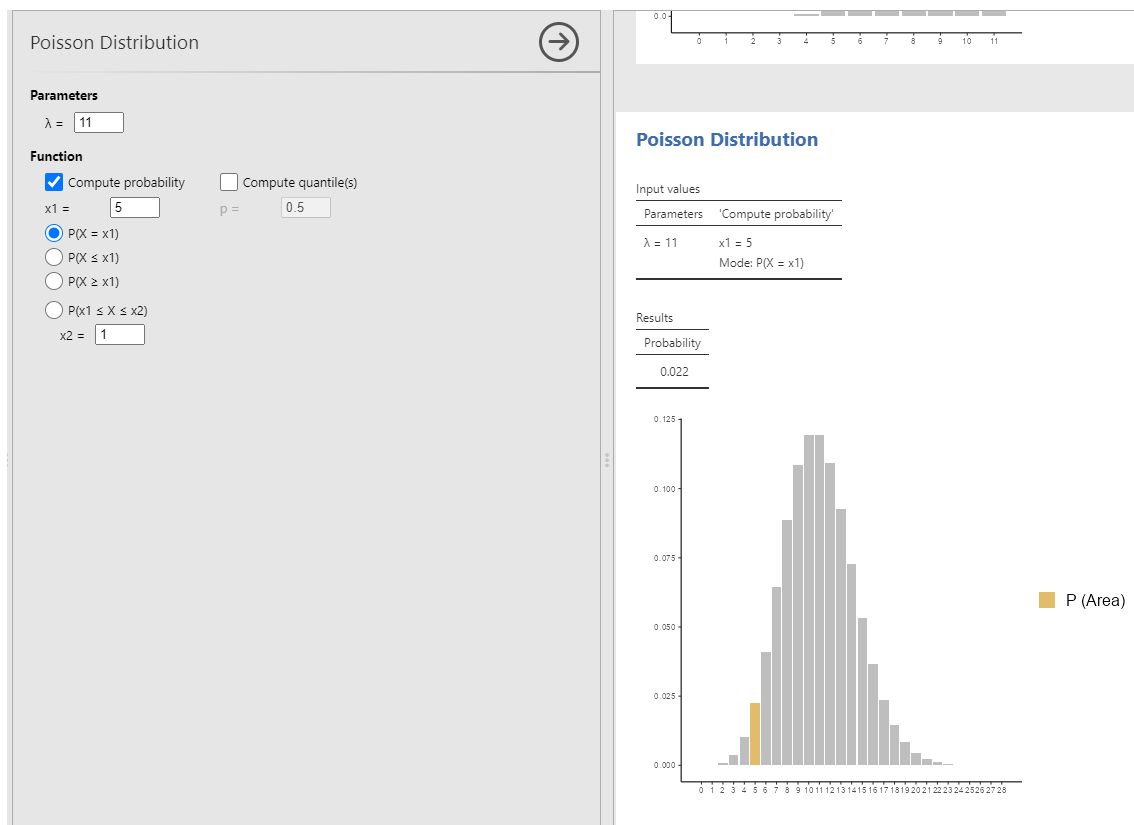 Poisson Distribution
Parameters
λ = 11
Function
Compute probability Compute quantile(s)
x1 = 5 p = 0.5
P(X = x1)
P(X ≤ x1)
P(X ≥ x1)
P(x1 ≤ X ≤ x2)
x2 = 1
0.0
0 1 2 3 4 5 6 7 8 9 10 11
Poisson Distribution
Input values
Parameters 'Compute probability'
λ = 11 x1 = 5
Mode: P(X = x1)
Results
Probability
0.022
0.125
0.100
0.075
0.050
0.025
0.000
0 1 2 3 4 5 6 7 8 9 10 11 12 13 14 15 16 17 18 19 20 21 22 23 24 25 26 27 28
P (Area)